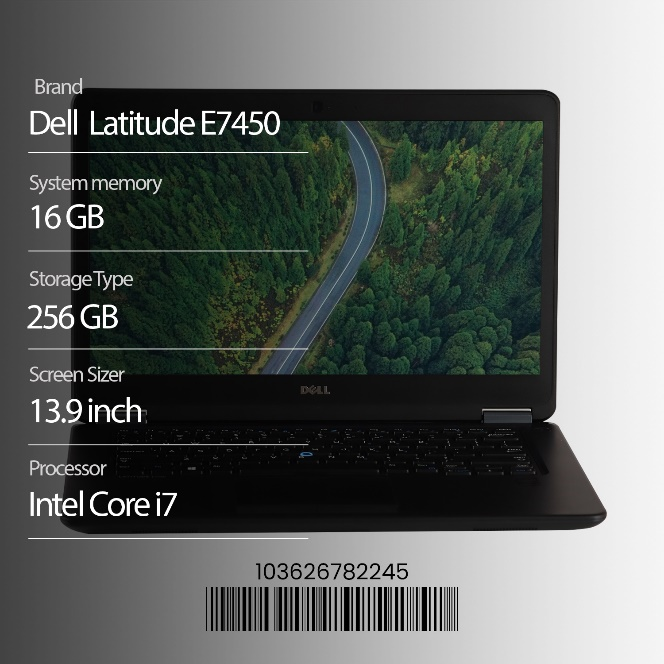 Brand
Dell Latitude E7450
System memory
16 GB
Storage Type
256 GB
Screen Sizer
13.9 inch
DELL
Processor
Intel Core i7
103626782245